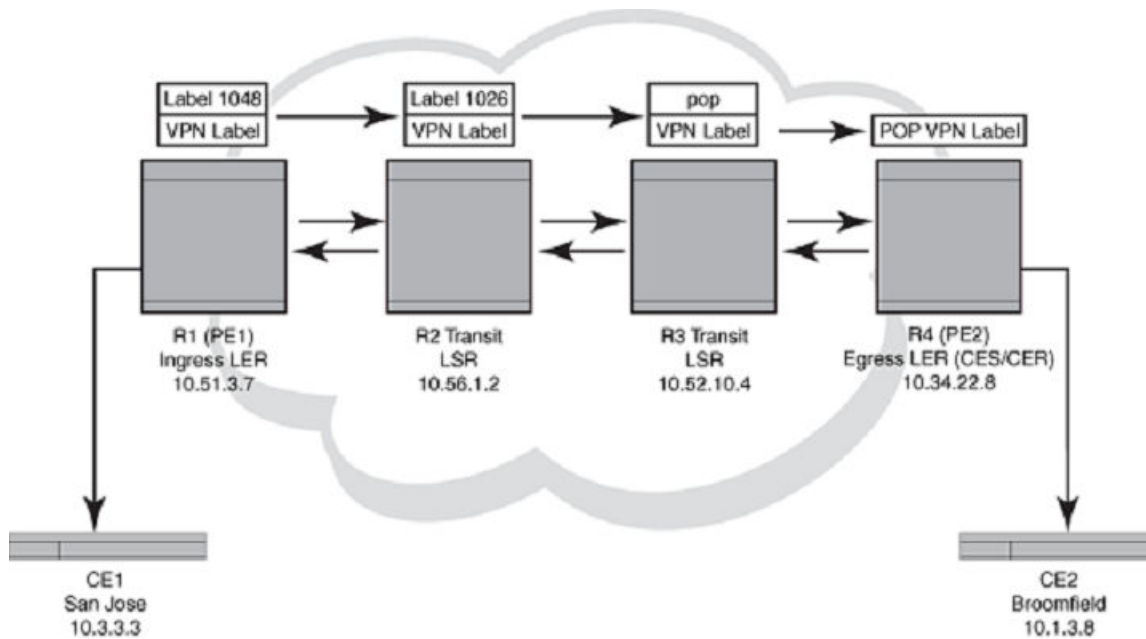 Label 1048
VPN Label
Label 1026
VPN Label
pop
VPN Label
POP VPN Label
R1 (PE1)
Ingress LER
10.51.3.7
R2 Transit
LSR
10.56.1.2
R3 Transit
LSR
10.52.10.4
R4 (PE2)
Egress LER (CES/CER)
10.34.22.8
CE1
San Jose
10.3.3.3
CE2
Broomfield
10.1.3.8